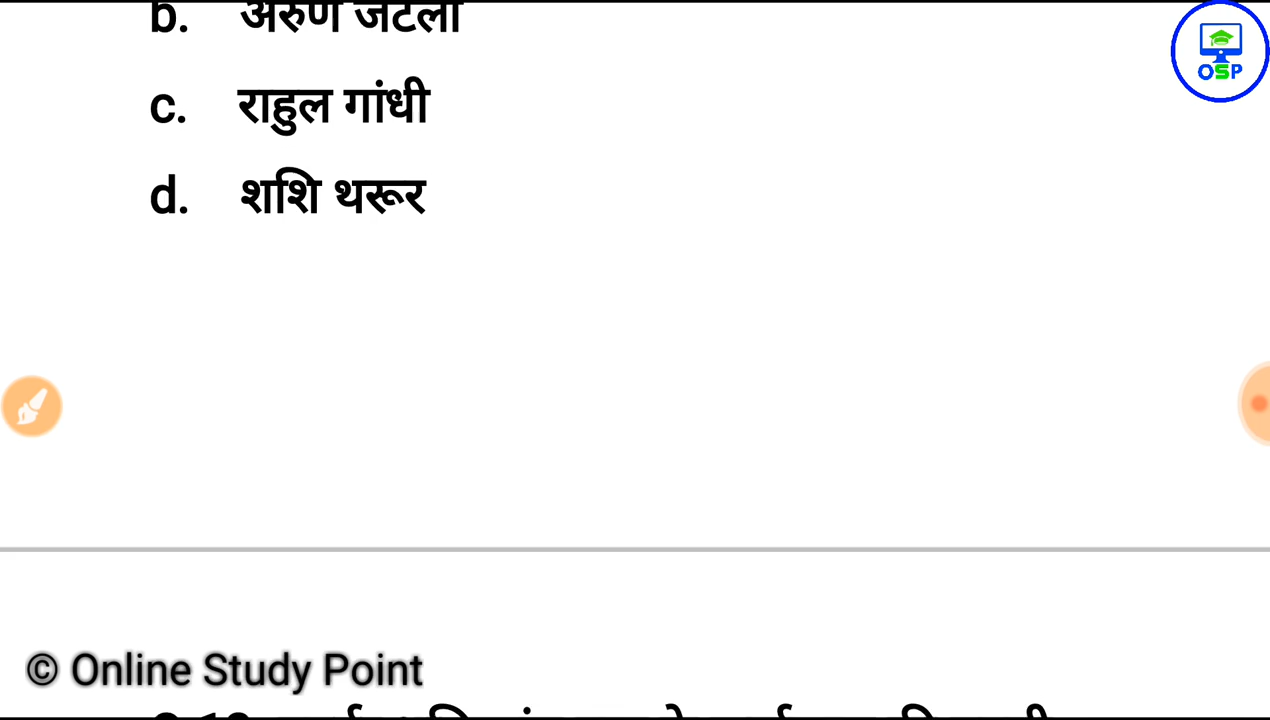 b. अरुण जेटली
OSP
c. राहुल गांधी
d. शशि थरूर
© Online Study Point